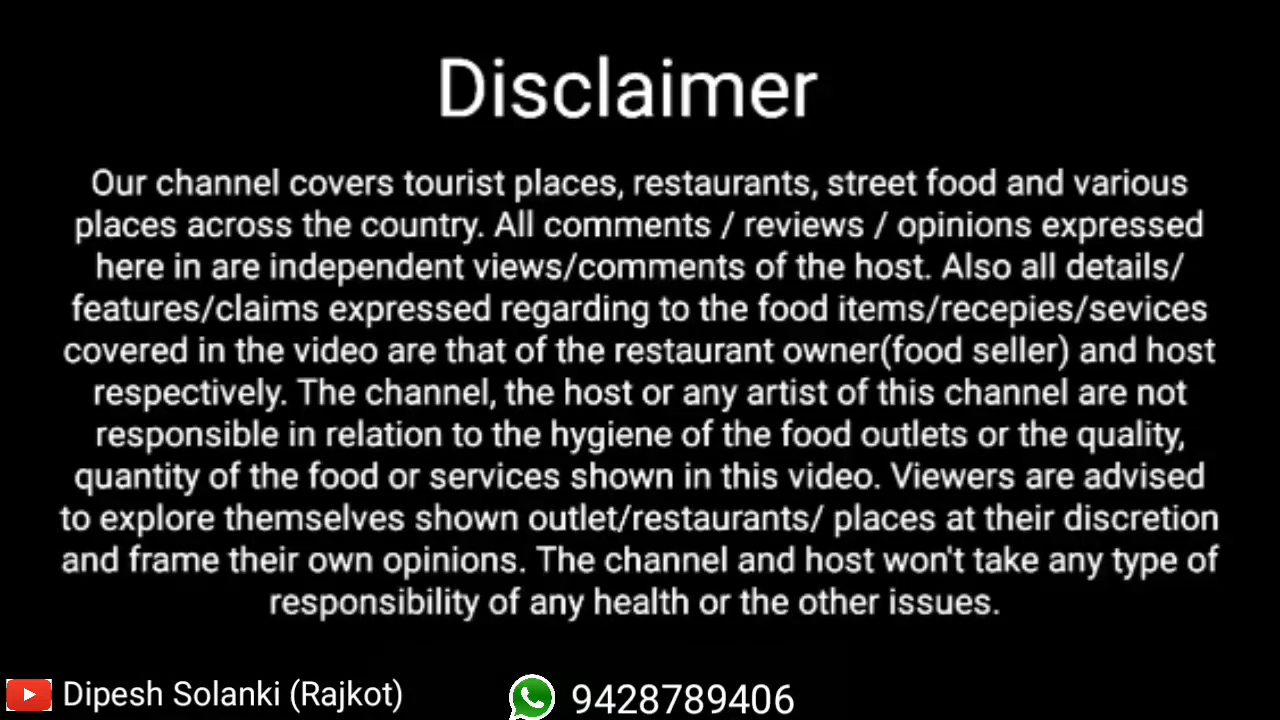 Disclaimer
Our channel covers tourist places, restaurants, street food and various
places across the country. All comments / reviews / opinions expressed
here in are independent views/comments of the host. Also all details/
features/claims expressed regarding to the food items/recepies/sevices
covered in the video are that of the restaurant owner(food seller) and host
respectively. The channel, the host or any artist of this channel are not
responsible in relation to the hygiene of the food outlets or the quality,
quantity of the food or services shown in this video. Viewers are advised
to explore themselves shown outlet/restaurants/ places at their discretion
and frame their own opinions. The channel and host won't take any type of
responsibility of any health or the other issues.
Dipesh Solanki (Rajkot)
9428789406